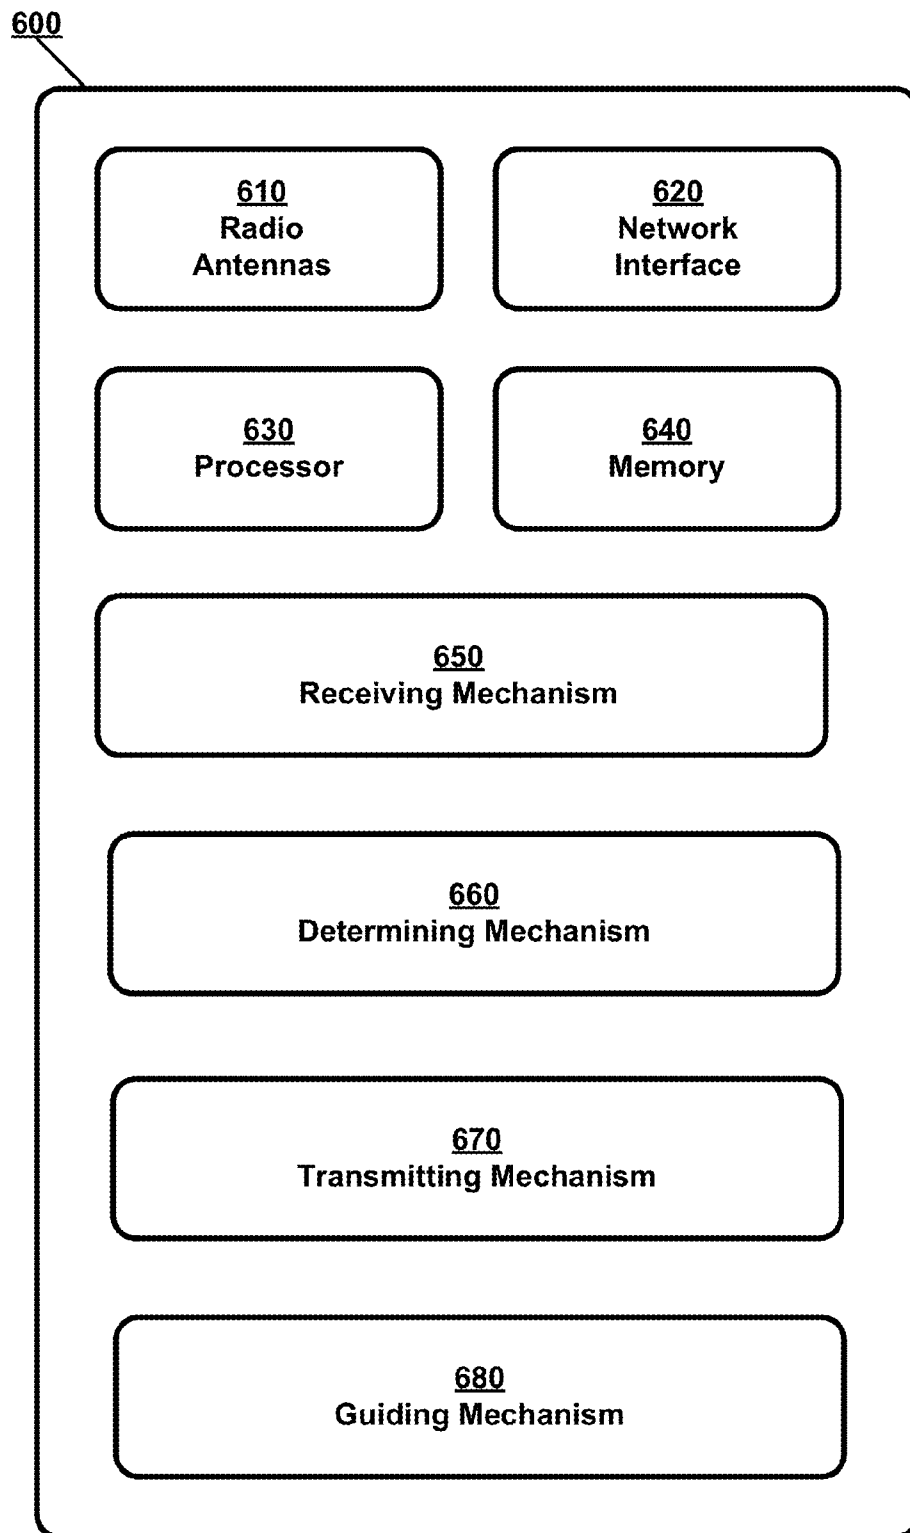 600
610
Radio
Antennas
620
Network
Interface
630
Processor
640
Memory
650
Receiving Mechanism
660
Determining Mechanism
670
Transmitting Mechanism
680
Guiding Mechanism